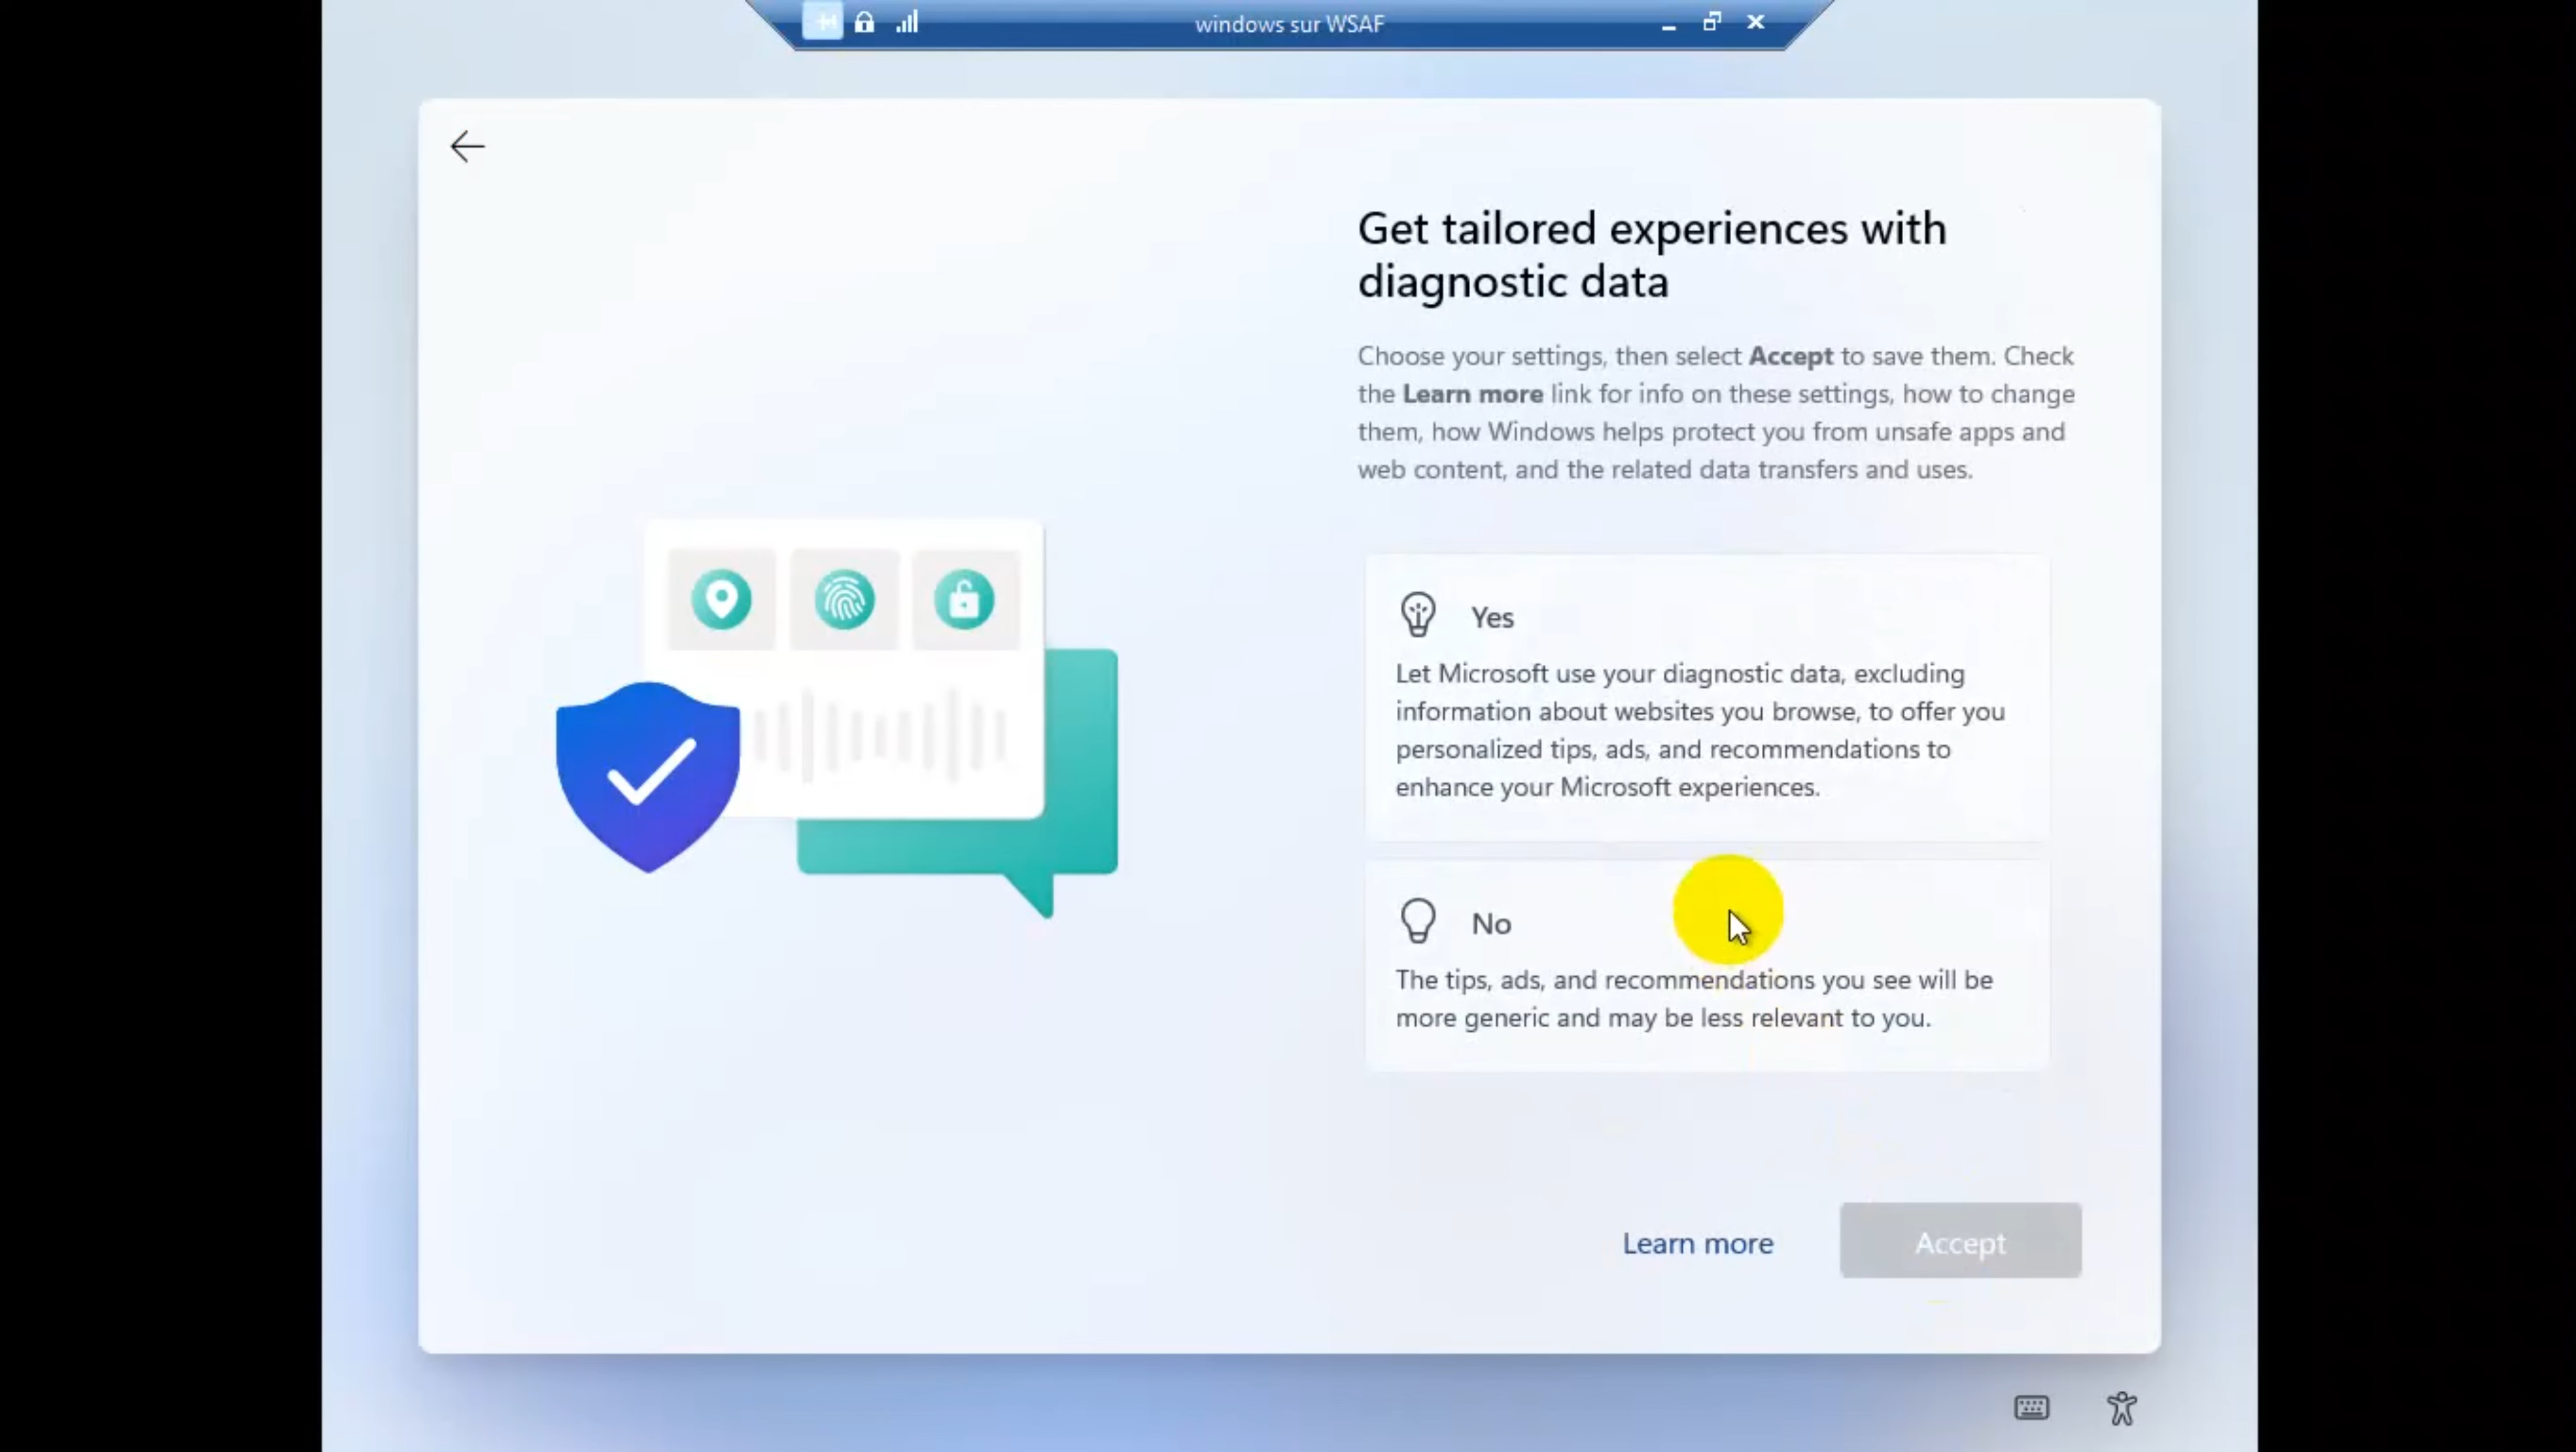 windows sur WSAF
Get tailored experiences with
diagnostic data
Choose your settings, then select Accept to save them. Check
the Learn more link for info on these settings, how to change
them, how Windows helps protect you from unsafe apps and
web content, and the related data transfers and uses.
Yes
Let Microsoft use your diagnostic data, excluding
information about websites you browse, to offer you
personalized tips, ads, and recommendations to
enhance your Microsoft experiences.
No
The tips, ads, and recommendations you see will be
more generic and may be less relevant to you.
Learn more
Accept